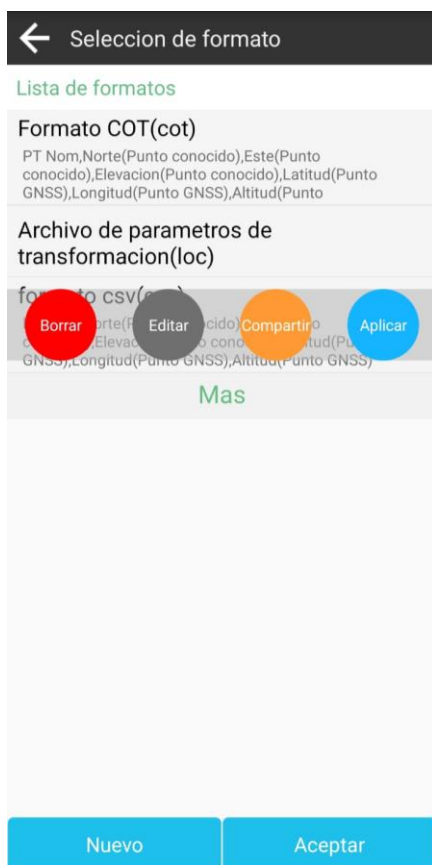 Seleccion de formato
Lista de formatos
Formato COT(cot)
PT Nom,Norte(Punto conocido),Este(Punto
conocido),Elevacion(Punto conocido),Latitud(Punto
GNSS),Longitud(Punto GNSS),Altitud(Punto
Archivo de parametros de
transformacion(loc)
csv
Borrar
Editar
Compartir
Aplicar
GNSS),Longitud(Punto GNSS),Altitud(Punto GNSS)
Mas
Nuevo
Aceptar